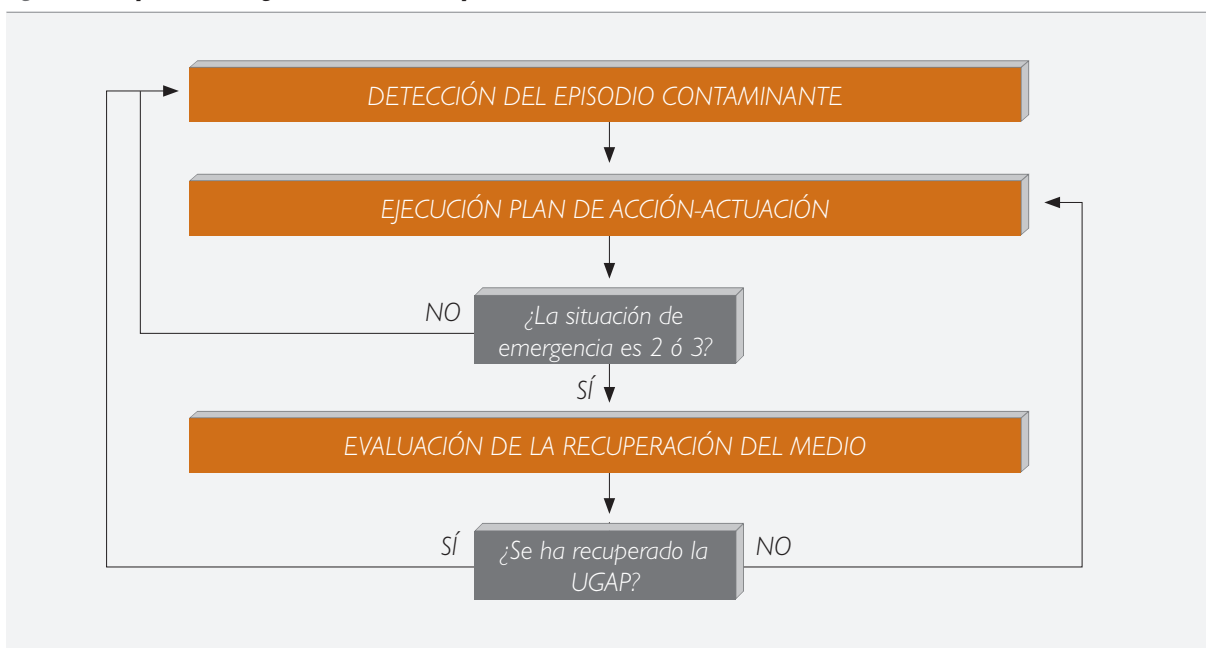 DETECCIÓN DEL EPISODIO CONTAMINANTE
EJECUCIÓN PLAN DE ACCIÓN-ACTUACIÓN
NO
¿La situación de
emergencia es 2 ó 3?
SÍ
EVALUACIÓN DE LA RECUPERACIÓN DEL MEDIO
SÍ
¿Se ha recuperado la
UGAP?
NO